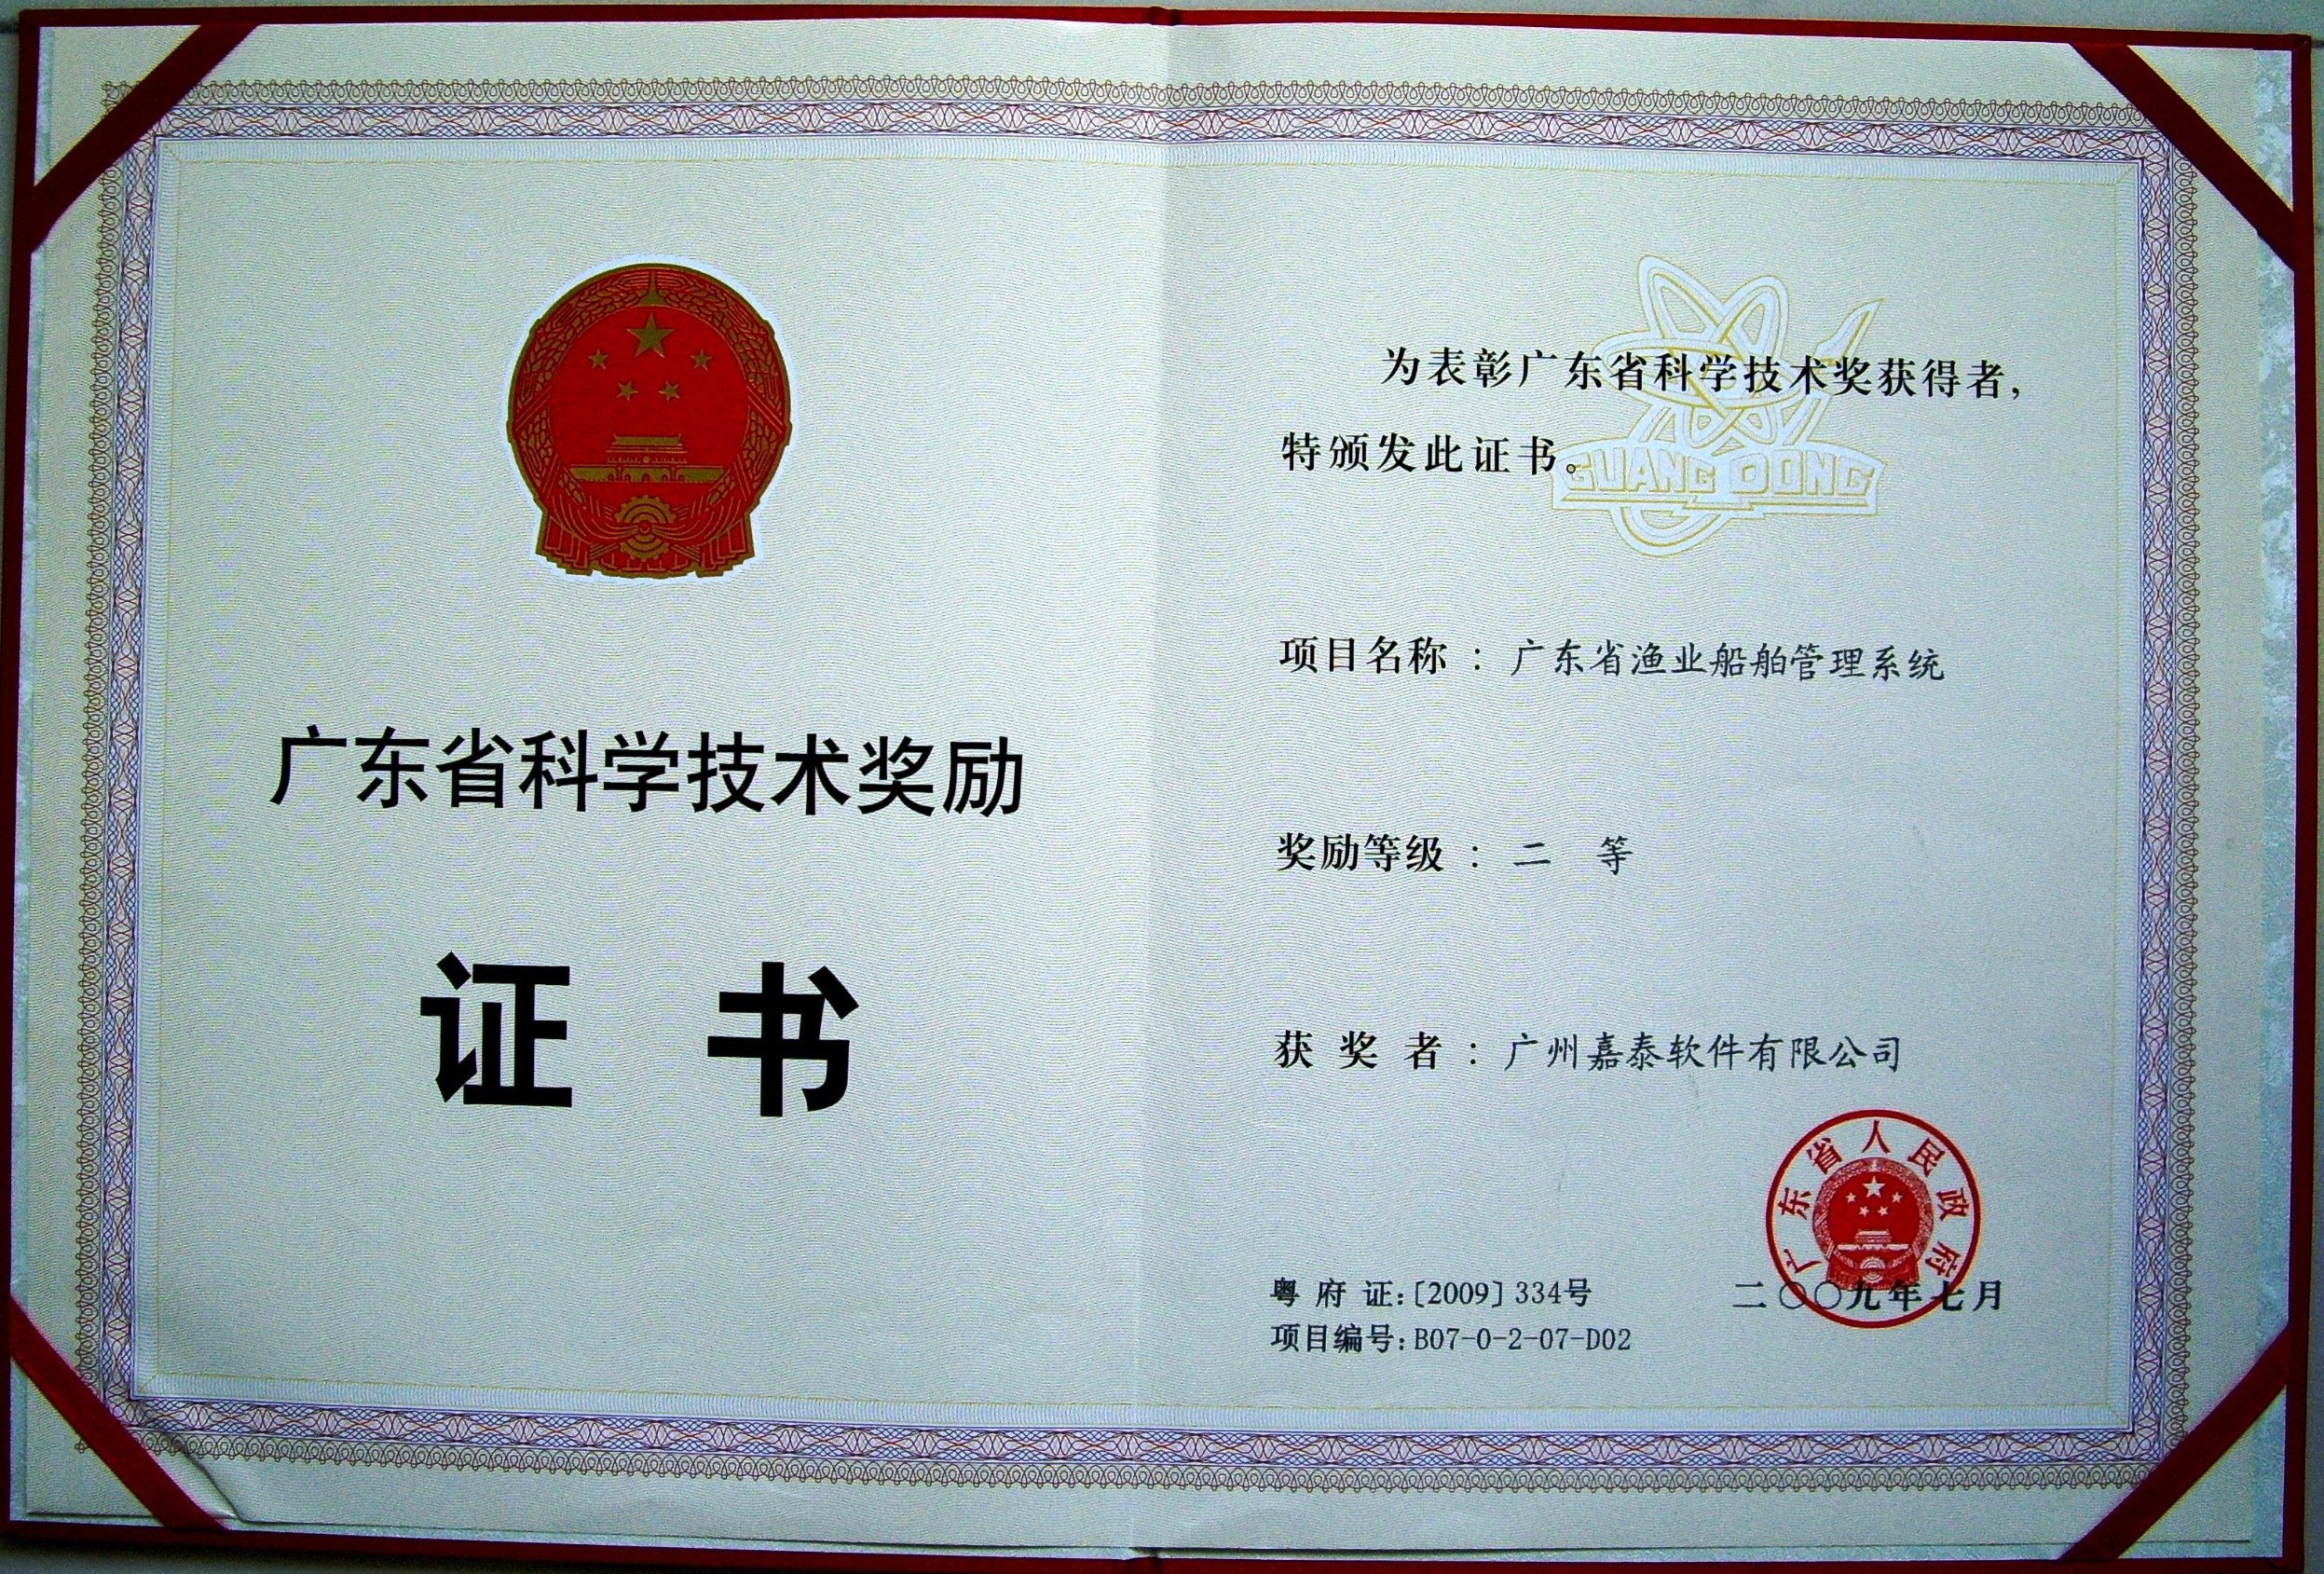 广东省科学技术奖励
证 书
为表彰广东省科学技术奖获得者，
特颁发此证书。
GUANG DONG
项目名称：广东省渔业船舶管理系统
奖励等级：二 等
获 奖 者：广州嘉泰软件有限公司
广东省人民政府
粤 府 证：〔2009〕334号
二〇〇九年七月
项目编号：B07-0-2-07-D02